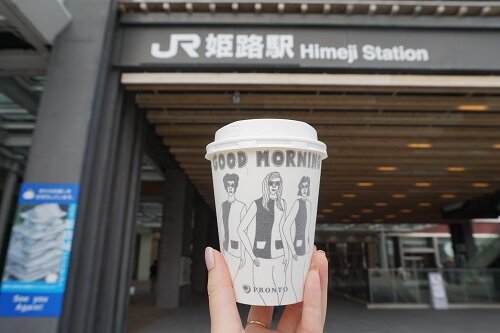 JR 姫路駅 Himeji Station
GOOD MORNING
PRONTO
See you Again!